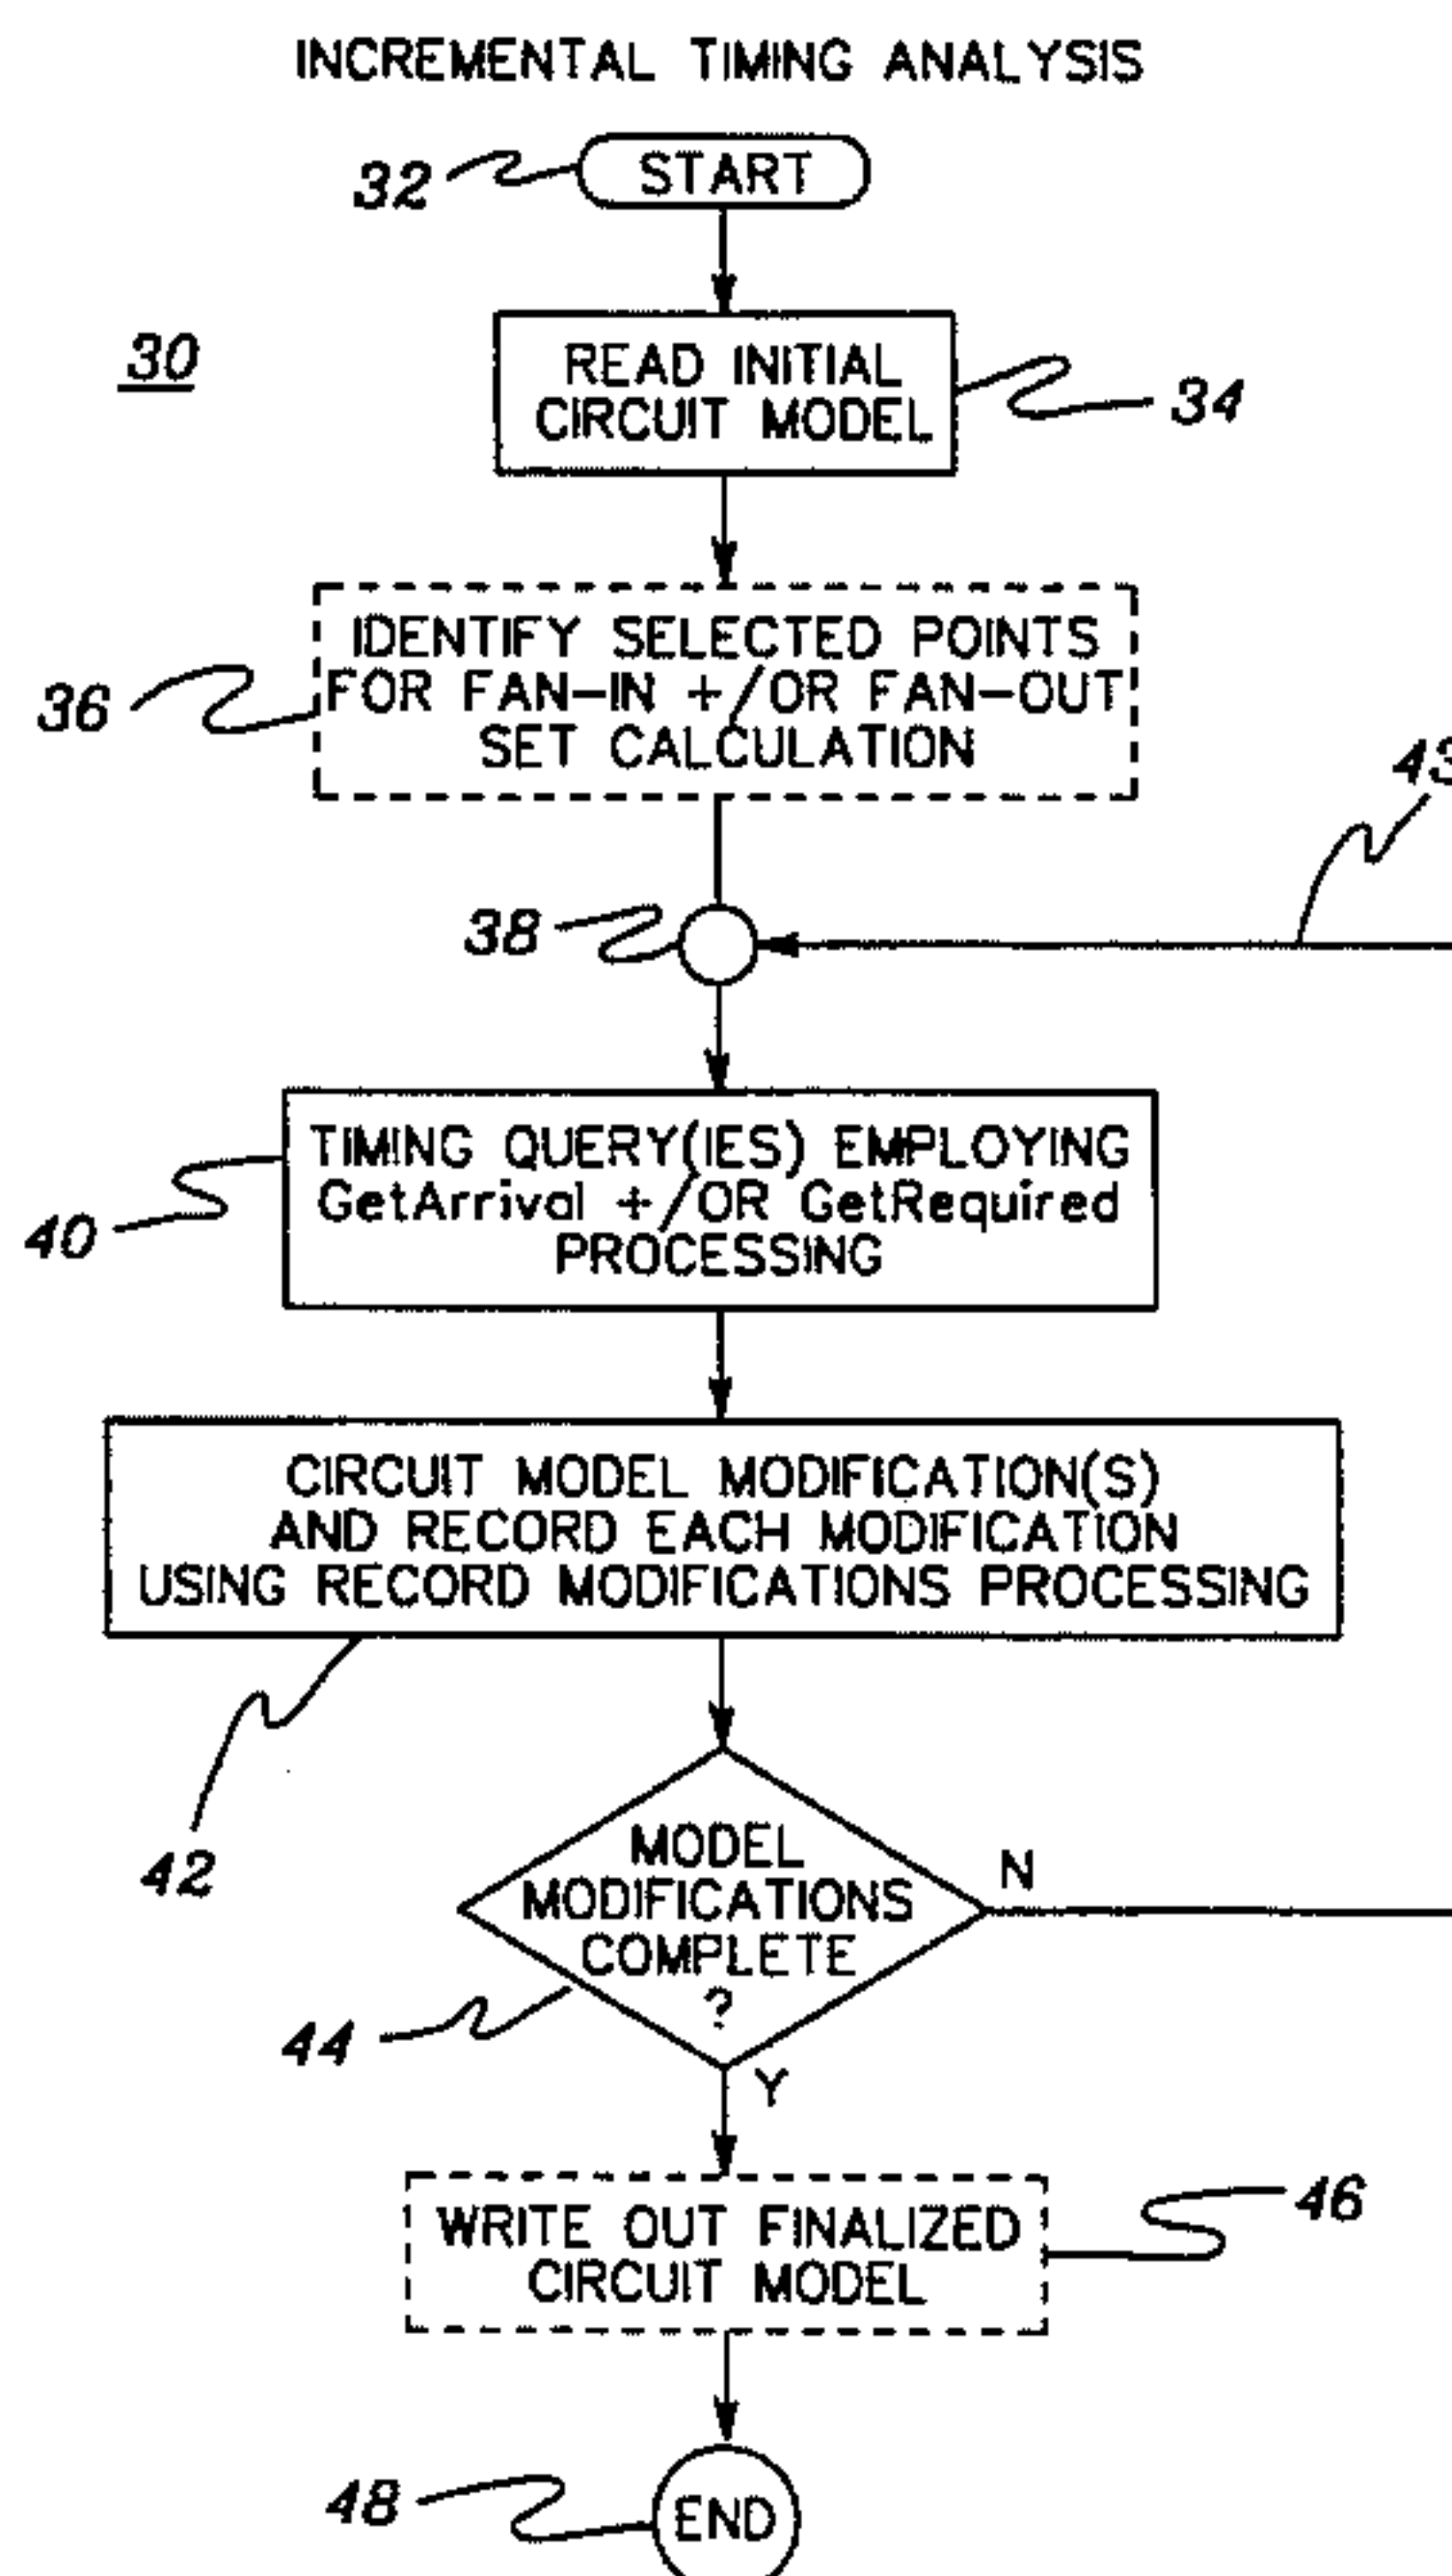 INCREMENTAL TIMING ANALYSIS
32
START
30
READ INITIAL
CIRCUIT MODEL
34
IDENTIFY SELECTED POINTS
FOR FAN-IN +/OR FAN-OUT
SET CALCULATION
36
43
38
TIMING QUERY(IES) EMPLOYING
GetArrival +/OR GetRequired
PROCESSING
40
CIRCUIT MODEL MODIFICATION(S)
AND RECORD EACH MODIFICATION
USING RECORD MODIFICATIONS PROCESSING
42
MODEL
MODIFICATIONS
COMPLETE
?
N
44
Y
WRITE OUT FINALIZED
CIRCUIT MODEL
46
48
END